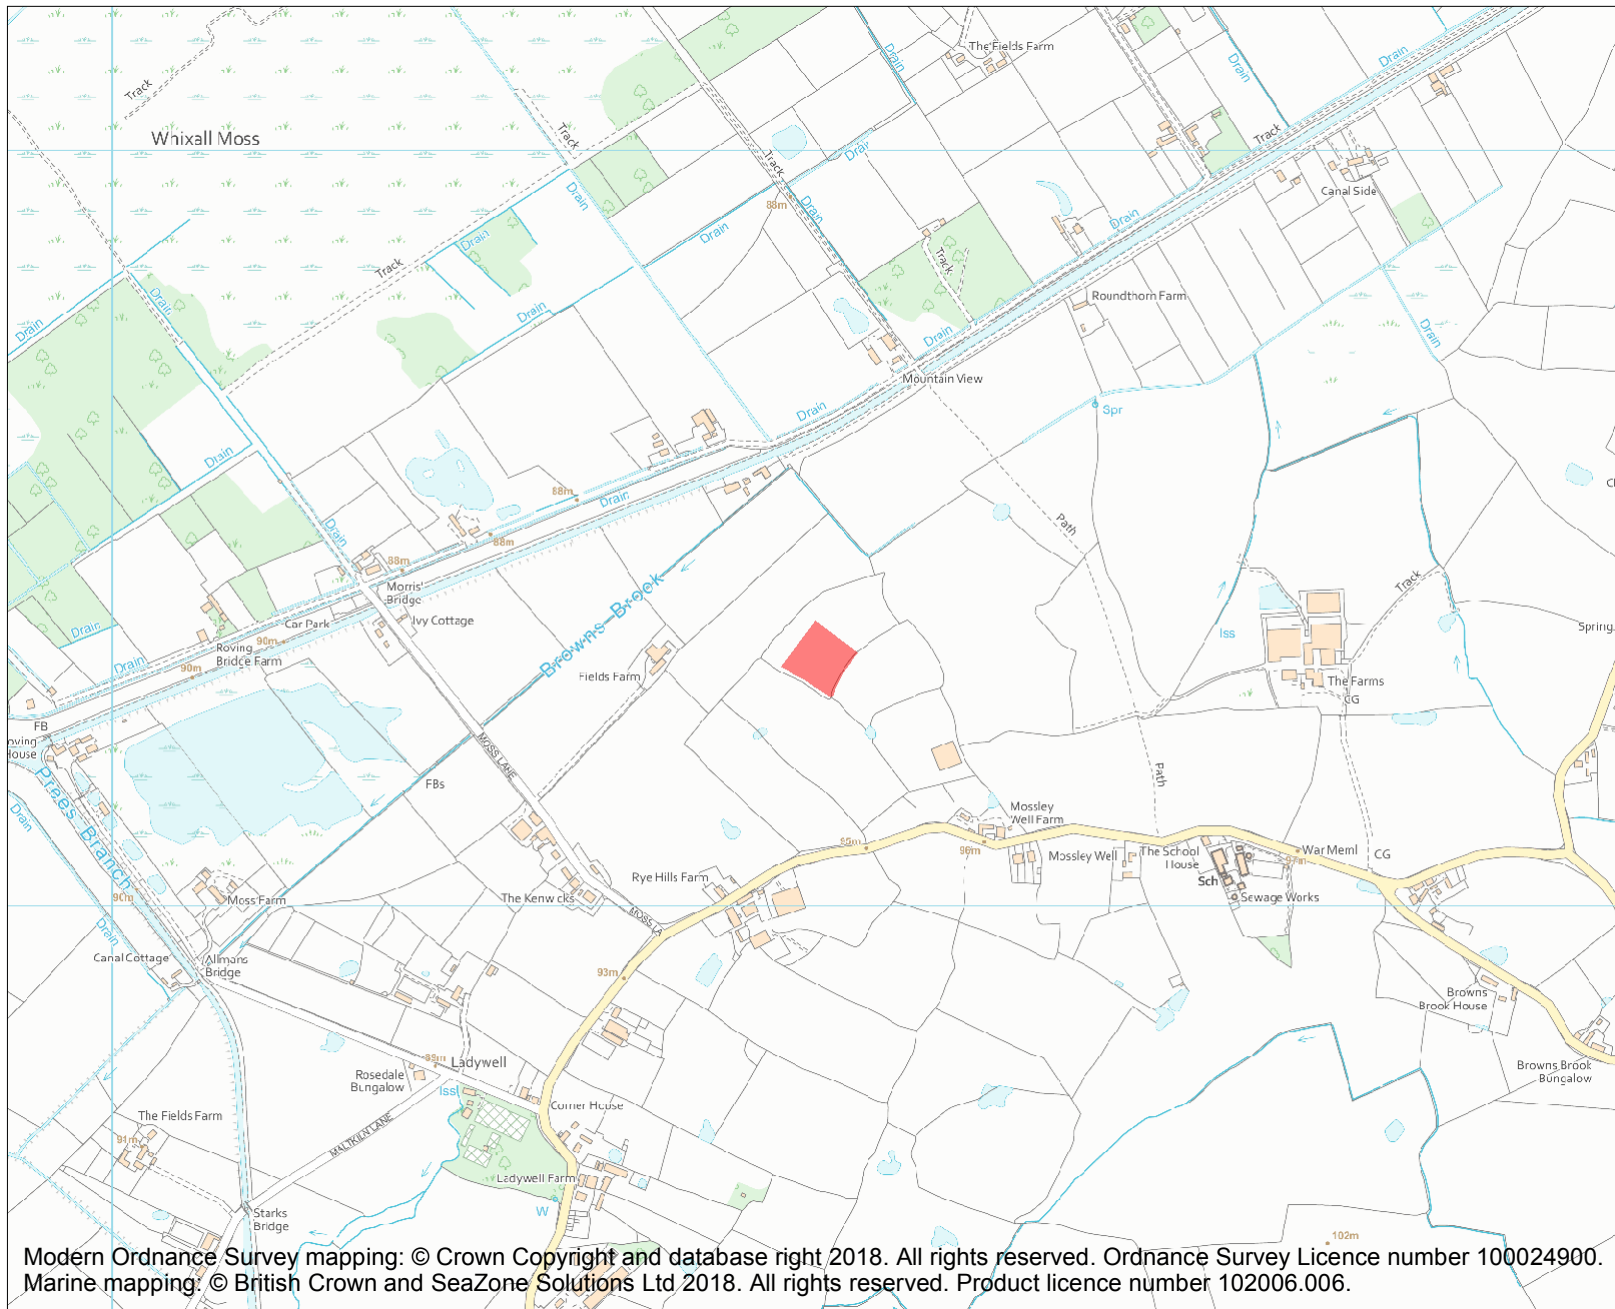 The Fields Farm
Drain
Drain
Drain
Track
Whixall Moss
Track
Track
Track
Drain
Canal Side
Drain
88m
Drain
Drain
Drain
Drain
Track
Track
Drain
Drain
Drain
Roundthorn Farm
Drain
Drain
Mountain View
Drain
Spr
Drain
88m
Drain
Path
Drain
88m
88m
Morris'
Bridge
Ivy Cottage
Browns Brook
Track
Car Park
90m
Roving
Bridge Farm
Drain
Drain
90m
Iss
Fields Farm
The Farms
CG
FB
House
MOSS LANE
Path
FBs
Prees Branch
Drain
Mossley
Well Farm
95m
96m
Mossley Well
The School
House
War Meml
CG
97m
Sch
Sewage Works
Rye Hills Farm
The Kenwicks
MOSS LA
90m
Moss Farm
Drain
Canal Cottage
Allmans
Bridge
93m
Browns
Brook House
Browns Brook
Bungalow
89m
Ladywell
Rosedale
Bungalow
Iss
Corner House
The Fields Farm
91m
MALTKILN LANE
Ladywell Farm
W
Starks
Bridge
102m
Modern Ordnance Survey mapping: © Crown Copyright and database right 2018. All rights reserved. Ordnance Survey Licence number 100024900.
Marine mapping: © British Crown and SeaZone Solutions Ltd 2018. All rights reserved. Product licence number 102006.006.